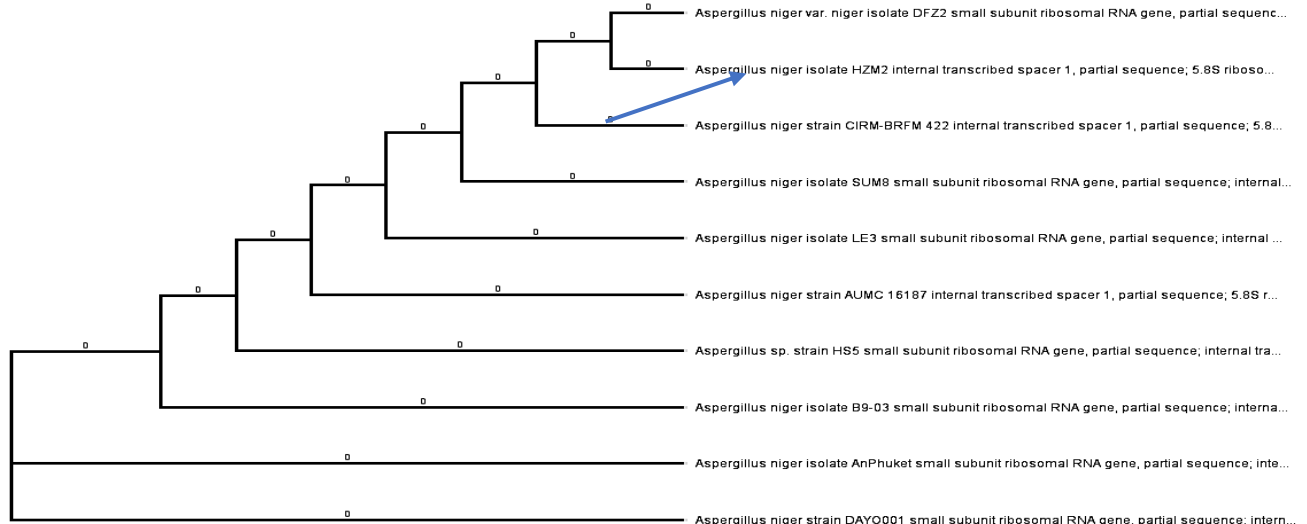 0
Aspergillus niger var. niger isolate DFZ2 small subunit ribosomal RNA gene, partial sequenc...
0
0
Aspergillus niger isolate HZM2 internal transcribed spacer 1, partial sequence; 5.8S riboso...
0
0
Aspergillus niger strain CIRM-BRFM 422 internal transcribed spacer 1, partial sequence; 5.8...
0
0
Aspergillus niger isolate SUM8 small subunit ribosomal RNA gene, partial sequence; internal...
0
0
Aspergillus niger isolate LE3 small subunit ribosomal RNA gene, partial sequence; internal ...
0
0
Aspergillus niger strain AUMC 16187 internal transcribed spacer 1, partial sequence; 5.8S r...
0
0
Aspergillus sp. strain HS5 small subunit ribosomal RNA gene, partial sequence; internal tra...
0
0
Aspergillus niger isolate B9-03 small subunit ribosomal RNA gene, partial sequence; interna...
0
Aspergillus niger isolate AnPhuket small subunit ribosomal RNA gene, partial sequence; inte...
0
Aspergillus niger strain DAYO001 small subunit ribosomal RNA gene, partial sequence; intern...